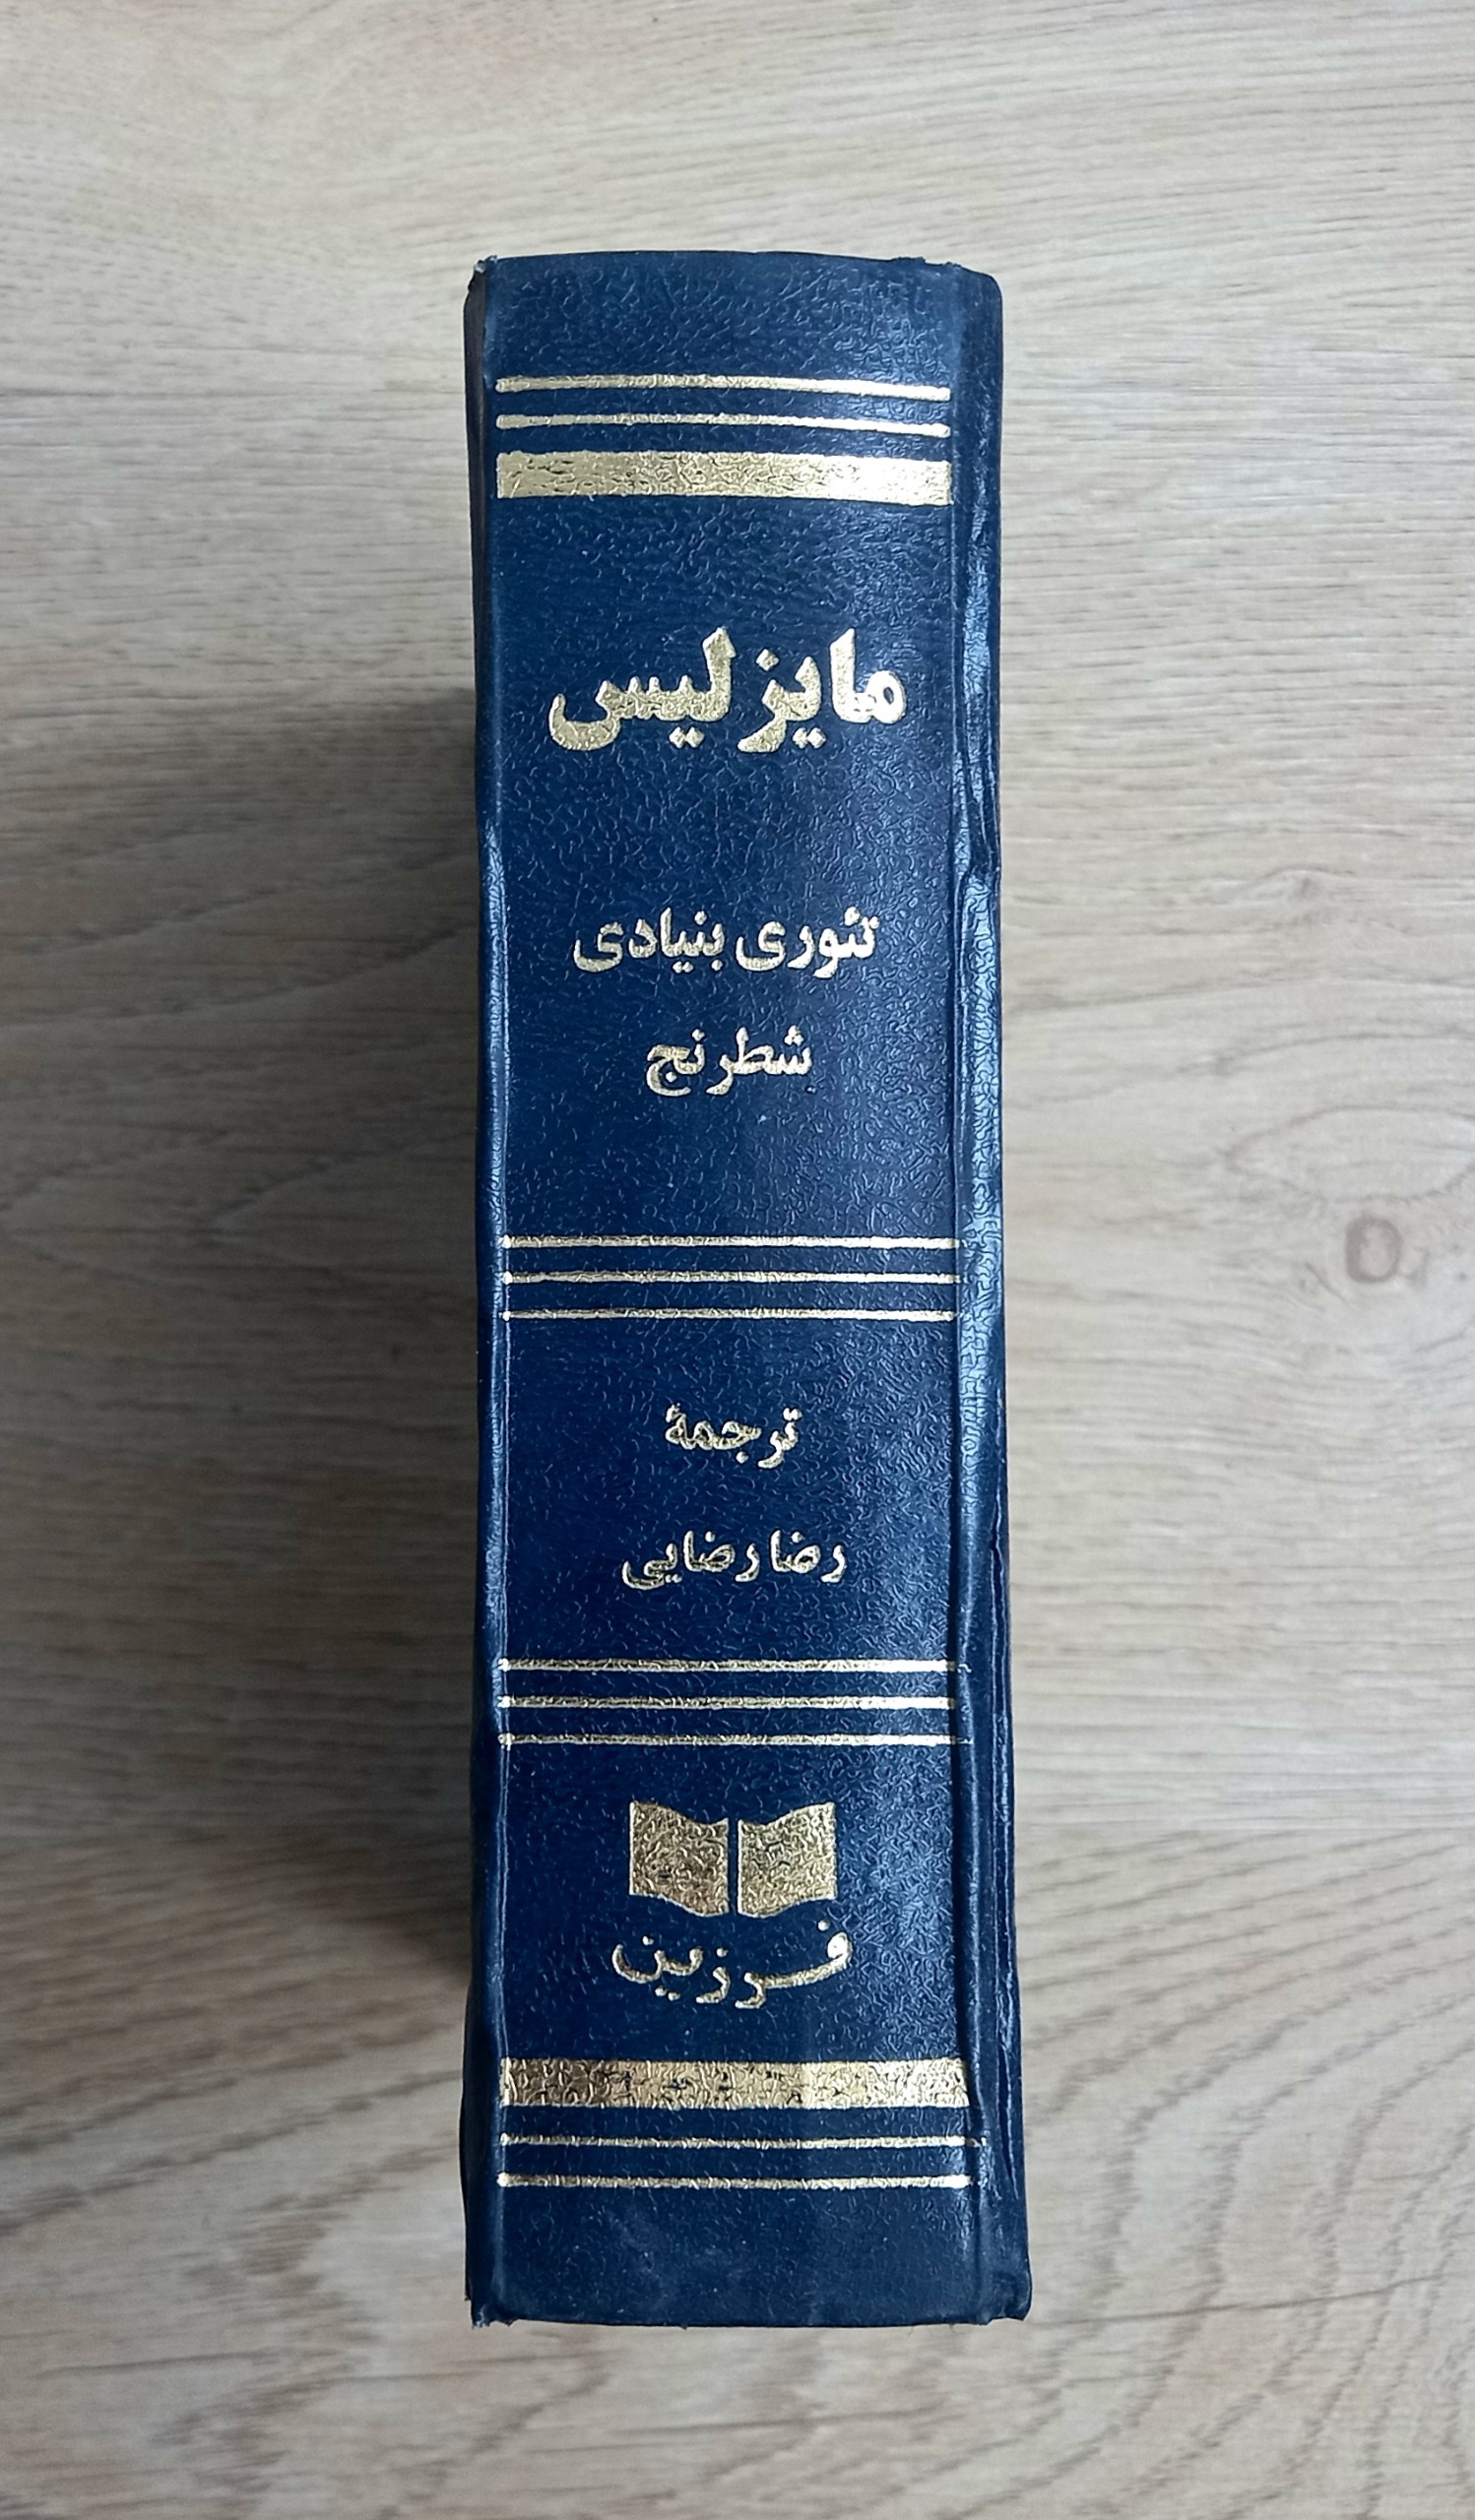 مایزلیس
تئوری بنیادی
شطرنج
ترجمهٔ
رضا رضایی
فرزین